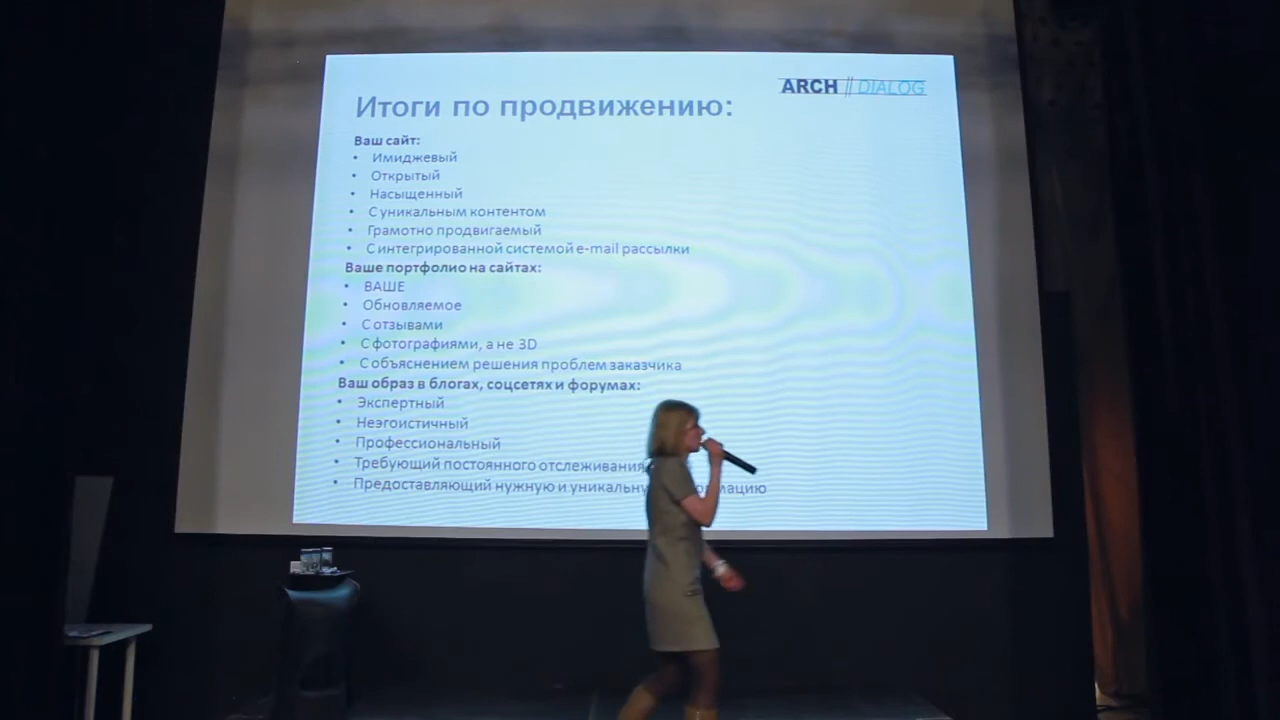 ARCH // DIALOG
Итоги по продвижению:
Ваш сайт:
• Имиджевый
• Открытый
• Насыщенный
• С уникальным контентом
• Грамотно продвигаемый
• С интегрированной системой e-mail рассылки
Ваше портфолио на сайтах:
• ВАШЕ
• Обновляемое
• С отзывами
• С фотографиями, а не 3D
• С объяснением решения проблем заказчика
Ваш образ в блогах, соцсетях и форумах:
• Экспертный
• Неэгоистичный
• Профессиональный
• Требующий постоянного отслеживания
• Предоставляющий нужную и